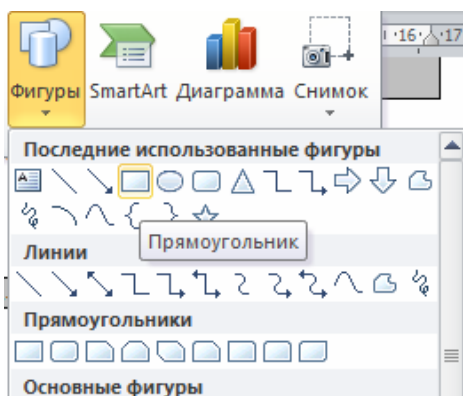 ·16· ·17
Фигуры SmartArt Диаграмма Снимок
Последние использованные фигуры
Прямоугольник
Линии
Прямоугольники
Основные фигуры